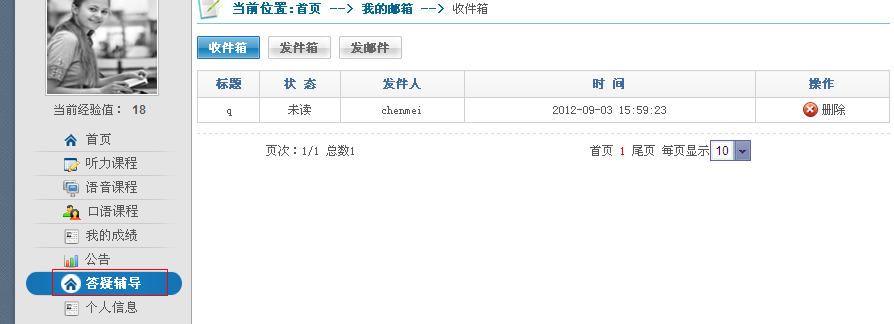 当前位置:首页 --> 我的邮箱 --> 收件箱
收件箱 发件箱 发邮件
标题 状 态 发件人 时 间 操作
q 未读 chenmei 2012-09-03 15:59:23 删除
页次：1/1 总数1 首页 1 尾页 每页显示 10
当前经验值： 18
首页
听力课程
语音课程
口语课程
我的成绩
公告
答疑辅导
个人信息